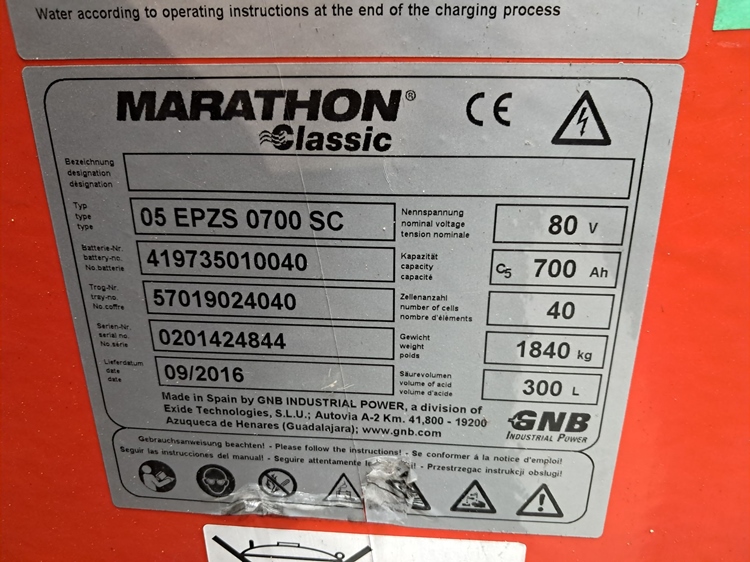 Water according to operating instructions at the end of the charging process
MARATHON®
Classic
CE
Bezeichnung
designation
désignation
Typ
type
type
05 EPZS 0700 SC
Nennspannung
nominal voltage
tension nominale
80 V
Batterie-Nr.
battery-no.
No.batterie
419735010040
Kapazität
capacity
capacité
C5 700 Ah
Trog-Nr.
tray-no.
No.coffre
57019024040
Zellenanzahl
number of cells
nombre d'éléments
40
Serien-Nr.
serial no.
No.série
0201424844
Gewicht
weight
poids
1840 kg
Lieferdatum
date
date
09/2016
Säurevolumen
volume of acid
volume d'acide
300 L
Made in Spain by GNB INDUSTRIAL POWER, a division of
Exide Technologies, S.L.U.; Autovia A-2 Km. 41,800 - 19200
Azuqueca de Henares (Guadalajara); www.gnb.com
GNB
INDUSTRIAL POWER
Gebrauchsanweisung beachten! - Please follow the instructions! - Se conformer à la notice d'emploi!
Seguir las instrucciones del manual! - Seguire attentamente le !- Przestrzegac instrukcji obslugi!